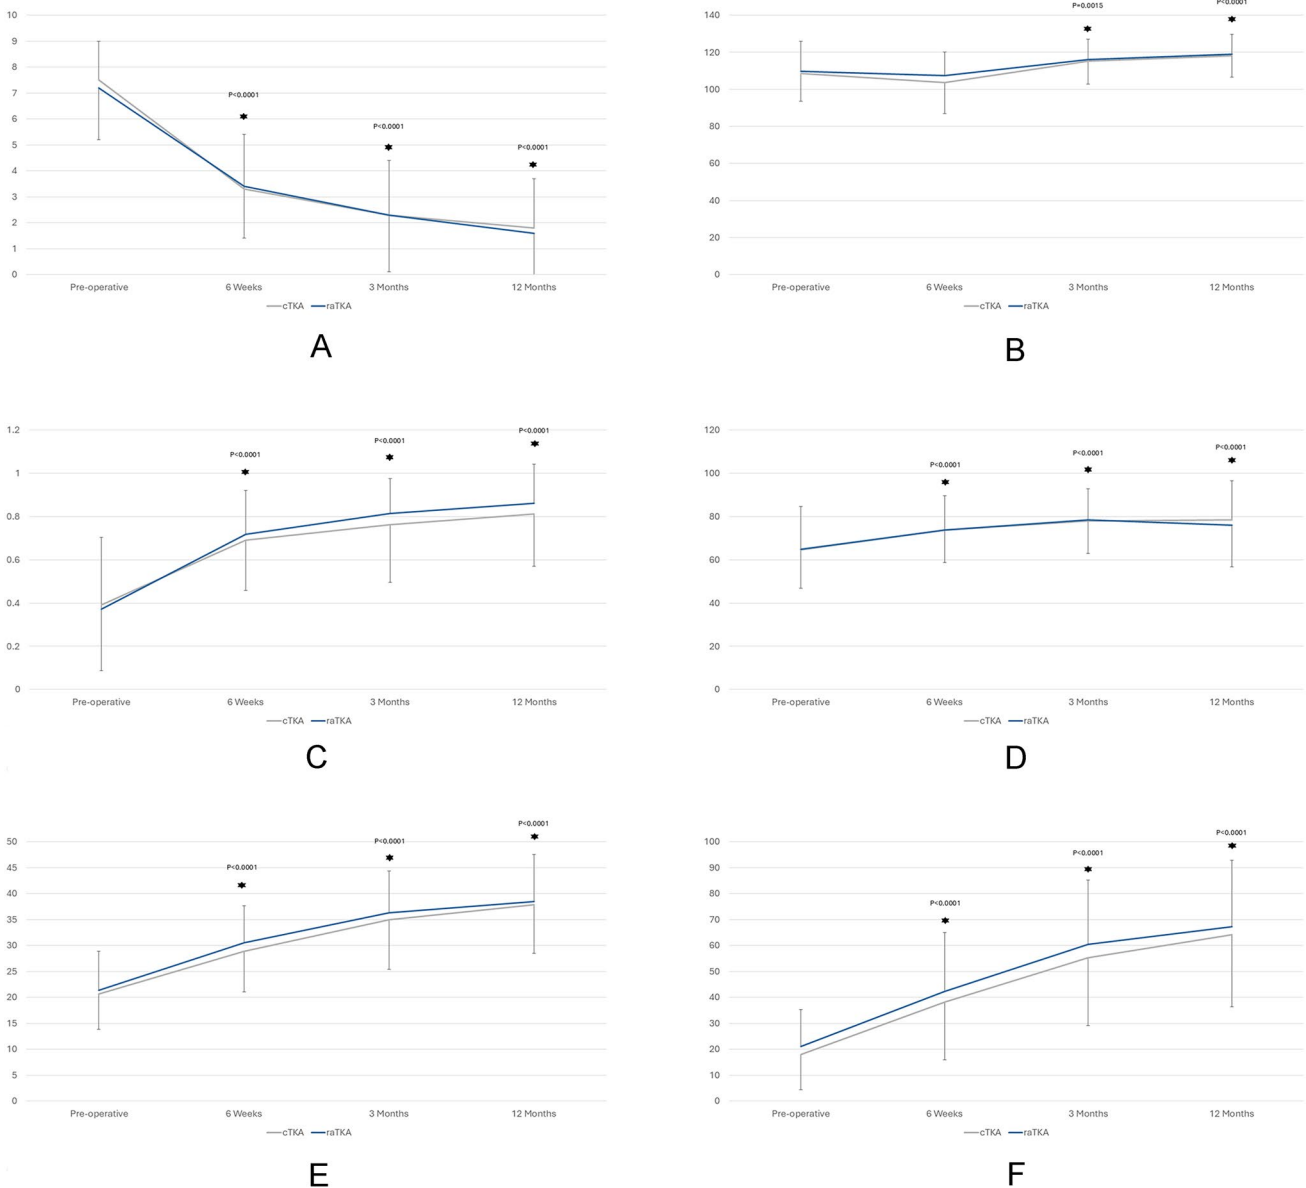 10
9
8
7
6
5
4
3
2
1
0
P<0.0001
P<0.0001
P<0.0001
Pre-operative 6 Weeks 3 Months 12 Months
cTKA raTKA
A
140
120
100
80
60
40
20
0
P=0.0015
P<0.0001
Pre-operative 6 Weeks 3 Months 12 Months
cTKA raTKA
B
1.2
1
0.8
0.6
0.4
0.2
0
P<0.0001
P<0.0001
P<0.0001
Pre-operative 6 Weeks 3 Months 12 Months
cTKA raTKA
C
120
100
80
60
40
20
0
P<0.0001
P<0.0001
P<0.0001
Pre-operative 6 Weeks 3 Months 12 Months
cTKA raTKA
D
50
45
40
35
30
25
20
15
10
5
0
P<0.0001
P<0.0001
P<0.0001
Pre-operative 6 Weeks 3 Months 12 Months
cTKA raTKA
E
100
90
80
70
60
50
40
30
20
10
0
P<0.0001
P<0.0001
P<0.0001
Pre-operative 6 Weeks 3 Months 12 Months
cTKA raTKA
F